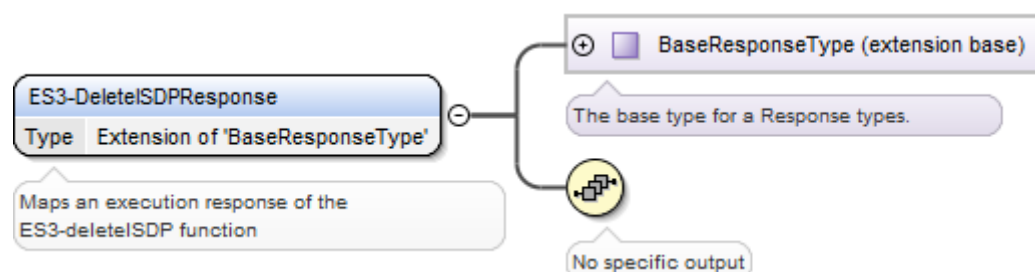 BaseResponseType (extension base)
The base type for a Response types.
ES3-DeleteISDPResponse
Type Extension of 'BaseResponseType'
Maps an execution response of the
ES3-deleteISDP function
No specific output